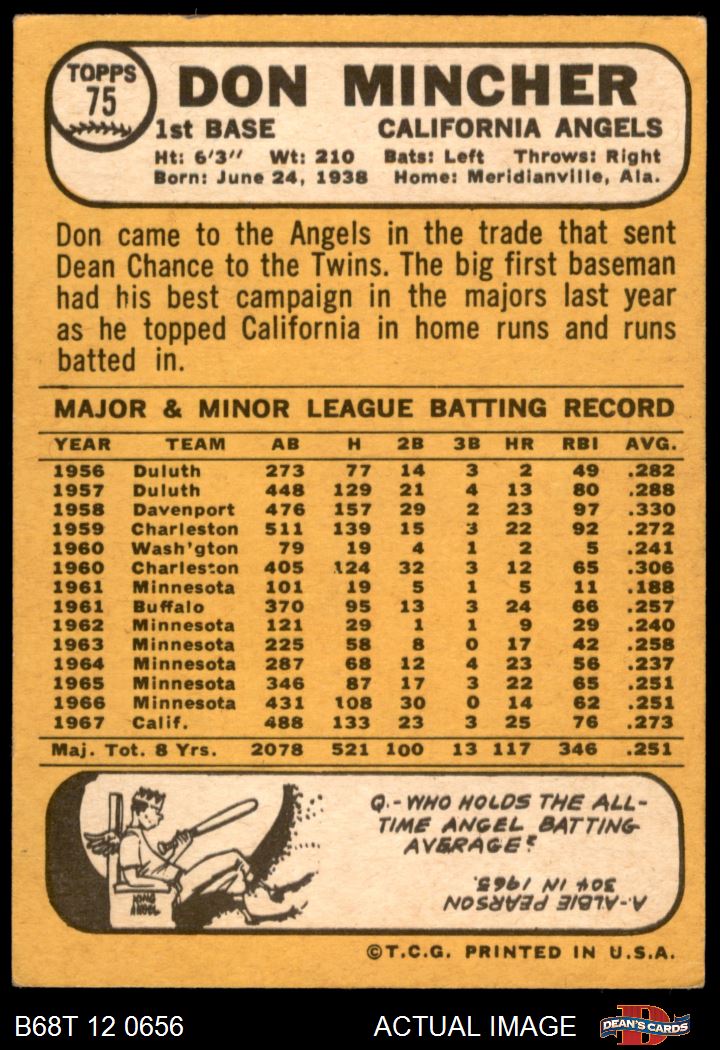 TOPPS
75
DON MINCHER
1st BASE CALIFORNIA ANGELS
Ht: 6'3" Wt: 210 Bats: Left Throws: Right
Born: June 24, 1938 Home: Meridianville, Ala.
Don came to the Angels in the trade that sent
Dean Chance to the Twins. The big first baseman
had his best campaign in the majors last year
as he topped California in home runs and runs
batted in.
MAJOR & MINOR LEAGUE BATTING RECORD
YEAR TEAM AB H 2B 3B HR RBI AVG.
1956 Duluth 273 77 14 3 2 49 .282
1957 Duluth 448 129 21 4 13 80 .288
1958 Davenport 476 157 29 2 23 97 .330
1959 Charleston 511 139 15 3 22 92 .272
1960 Wash'gton 79 19 4 1 2 5 .241
1960 Charleston 405 124 32 3 12 65 .306
1961 Minnesota 101 19 5 1 5 11 .188
1961 Buffalo 370 95 13 3 24 66 .257
1962 Minnesota 121 29 1 1 9 29 .240
1963 Minnesota 225 58 8 0 17 42 .258
1964 Minnesota 287 68 12 4 23 56 .237
1965 Minnesota 346 87 17 3 22 65 .251
1966 Minnesota 431 108 30 0 14 62 .251
1967 Calif. 488 133 23 3 25 76 .273
Maj. Tot. 8 Yrs. 2078 521 100 13 117 346 .251
Q.-WHO HOLDS THE ALL-
TIME ANGEL BATTING
AVERAGE?
A-ALBIE PEARSON
304 IN 1965.
KING
ANGEL
©T.C.G. PRINTED IN U.S.A.
B68T 12 0656 ACTUAL IMAGE DEAN'S CARDS